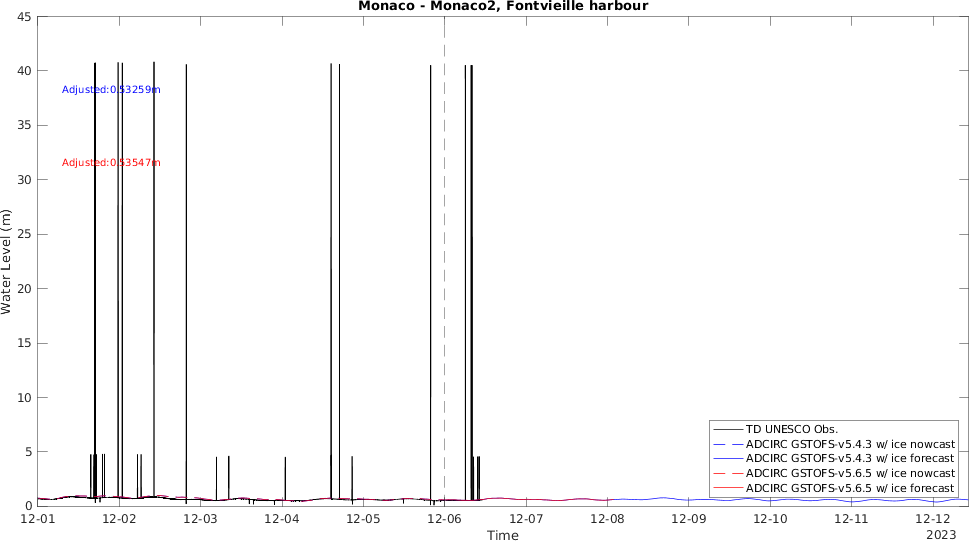 Monaco - Monaco2, Fontvieille harbour
45
40
35
30
25
20
15
10
5
0
Water Level (m)
Adjusted:0.53259m
Adjusted:0.53547m
TD UNESCO Obs.
ADCIRC GSTOFS-v5.4.3 w/ ice nowcast
ADCIRC GSTOFS-v5.4.3 w/ ice forecast
ADCIRC GSTOFS-v5.6.5 w/ ice nowcast
ADCIRC GSTOFS-v5.6.5 w/ ice forecast
12-01 12-02 12-03 12-04 12-05 12-06 12-07 12-08 12-09 12-10 12-11 12-12
Time
2023